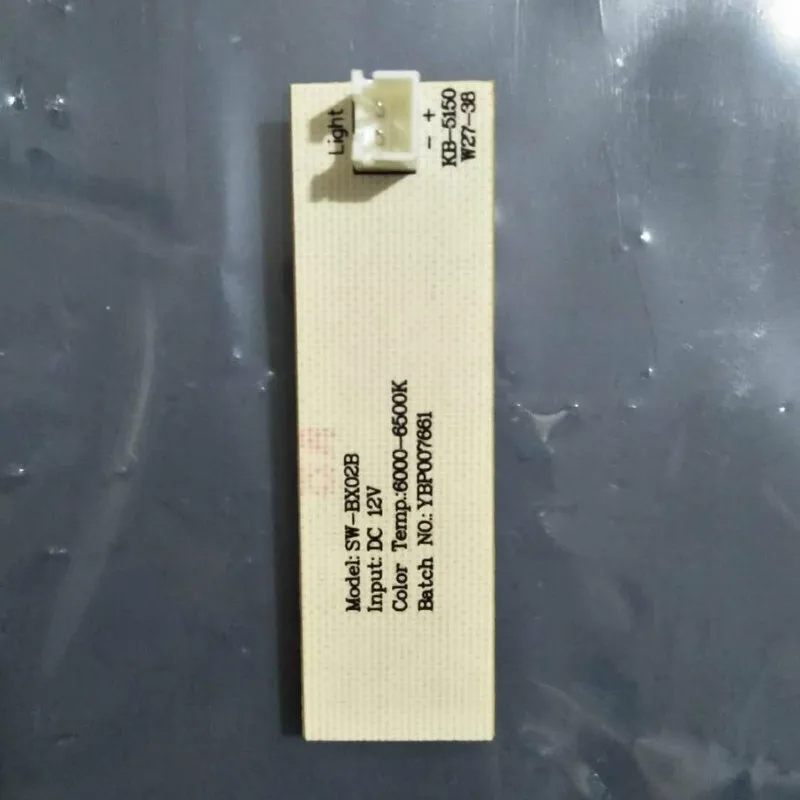 Light
- +
KB-5150
W27-38
Model: SW-BX02B
Input: DC 12V
Color Temp.:6000-6500K
Batch NO.: YBP007661